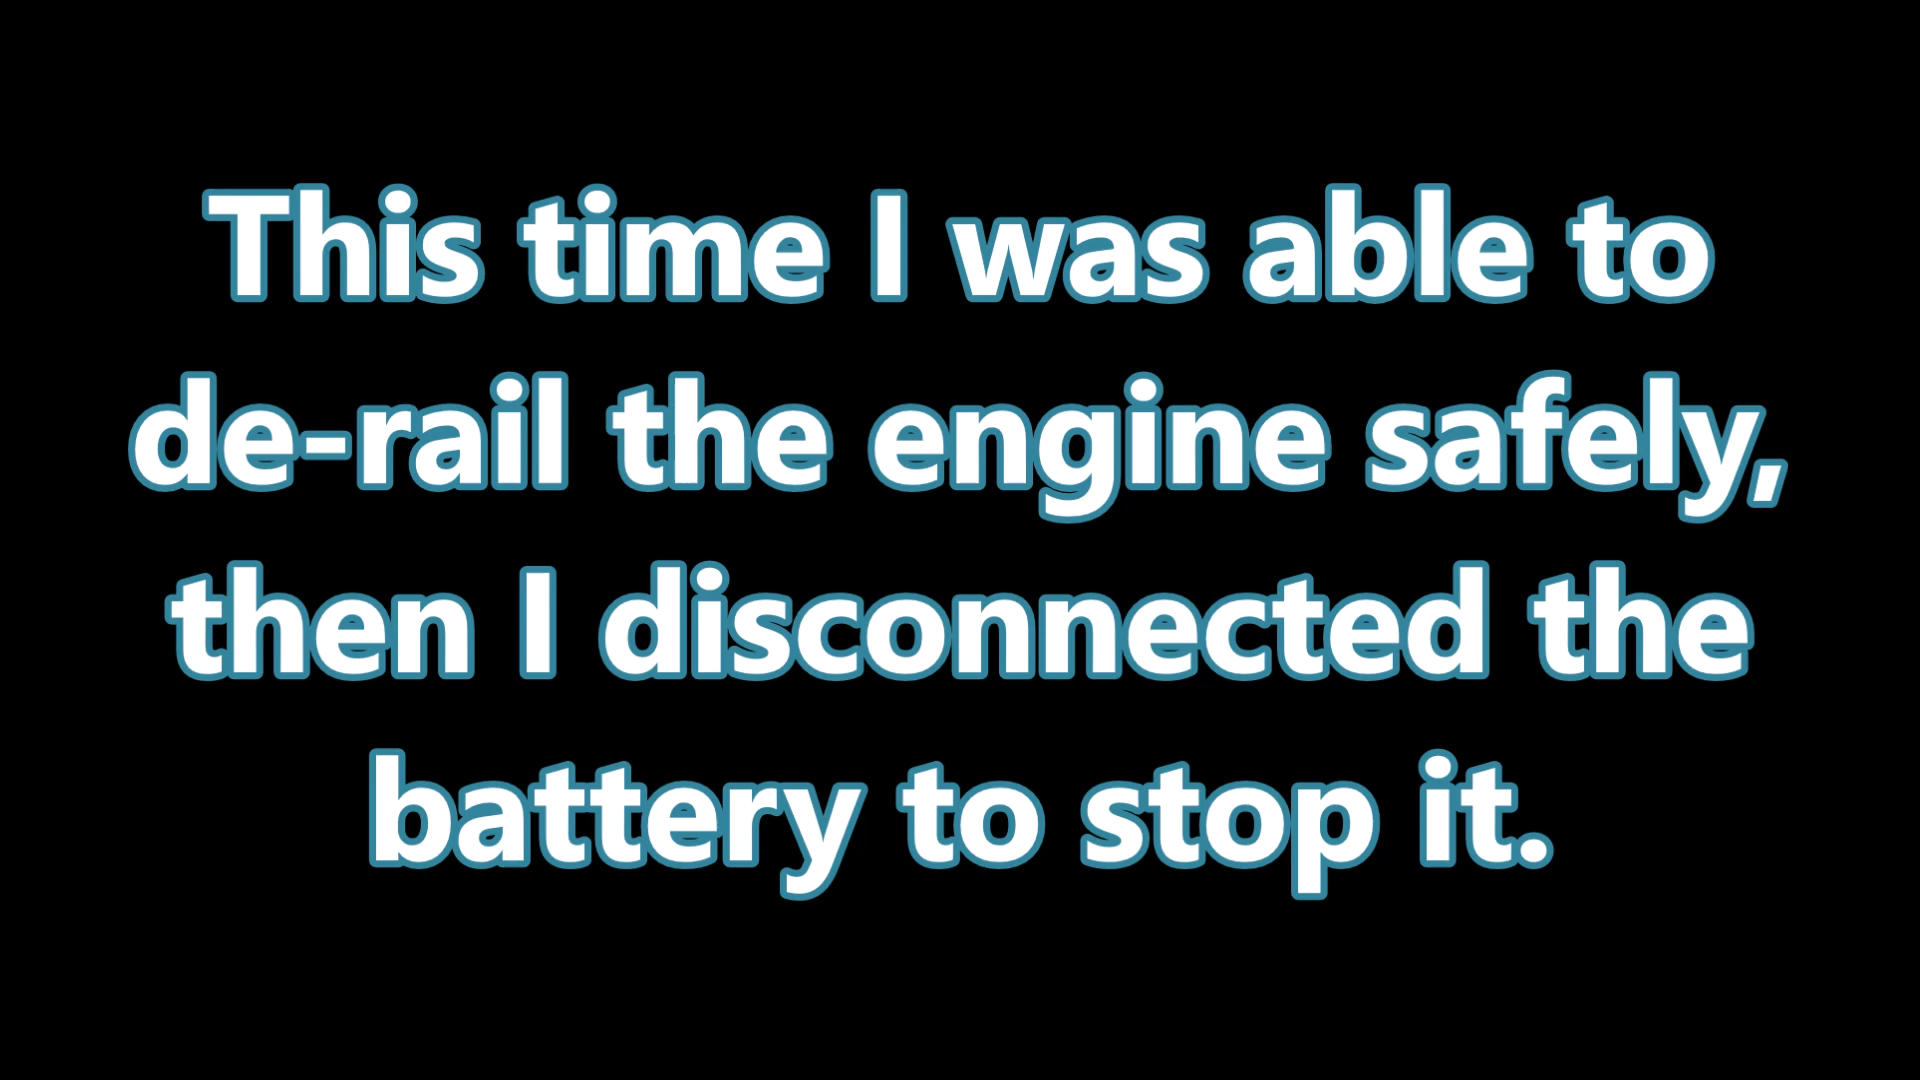 This time I was able to
de-rail the engine safely,
then I disconnected the
battery to stop it.